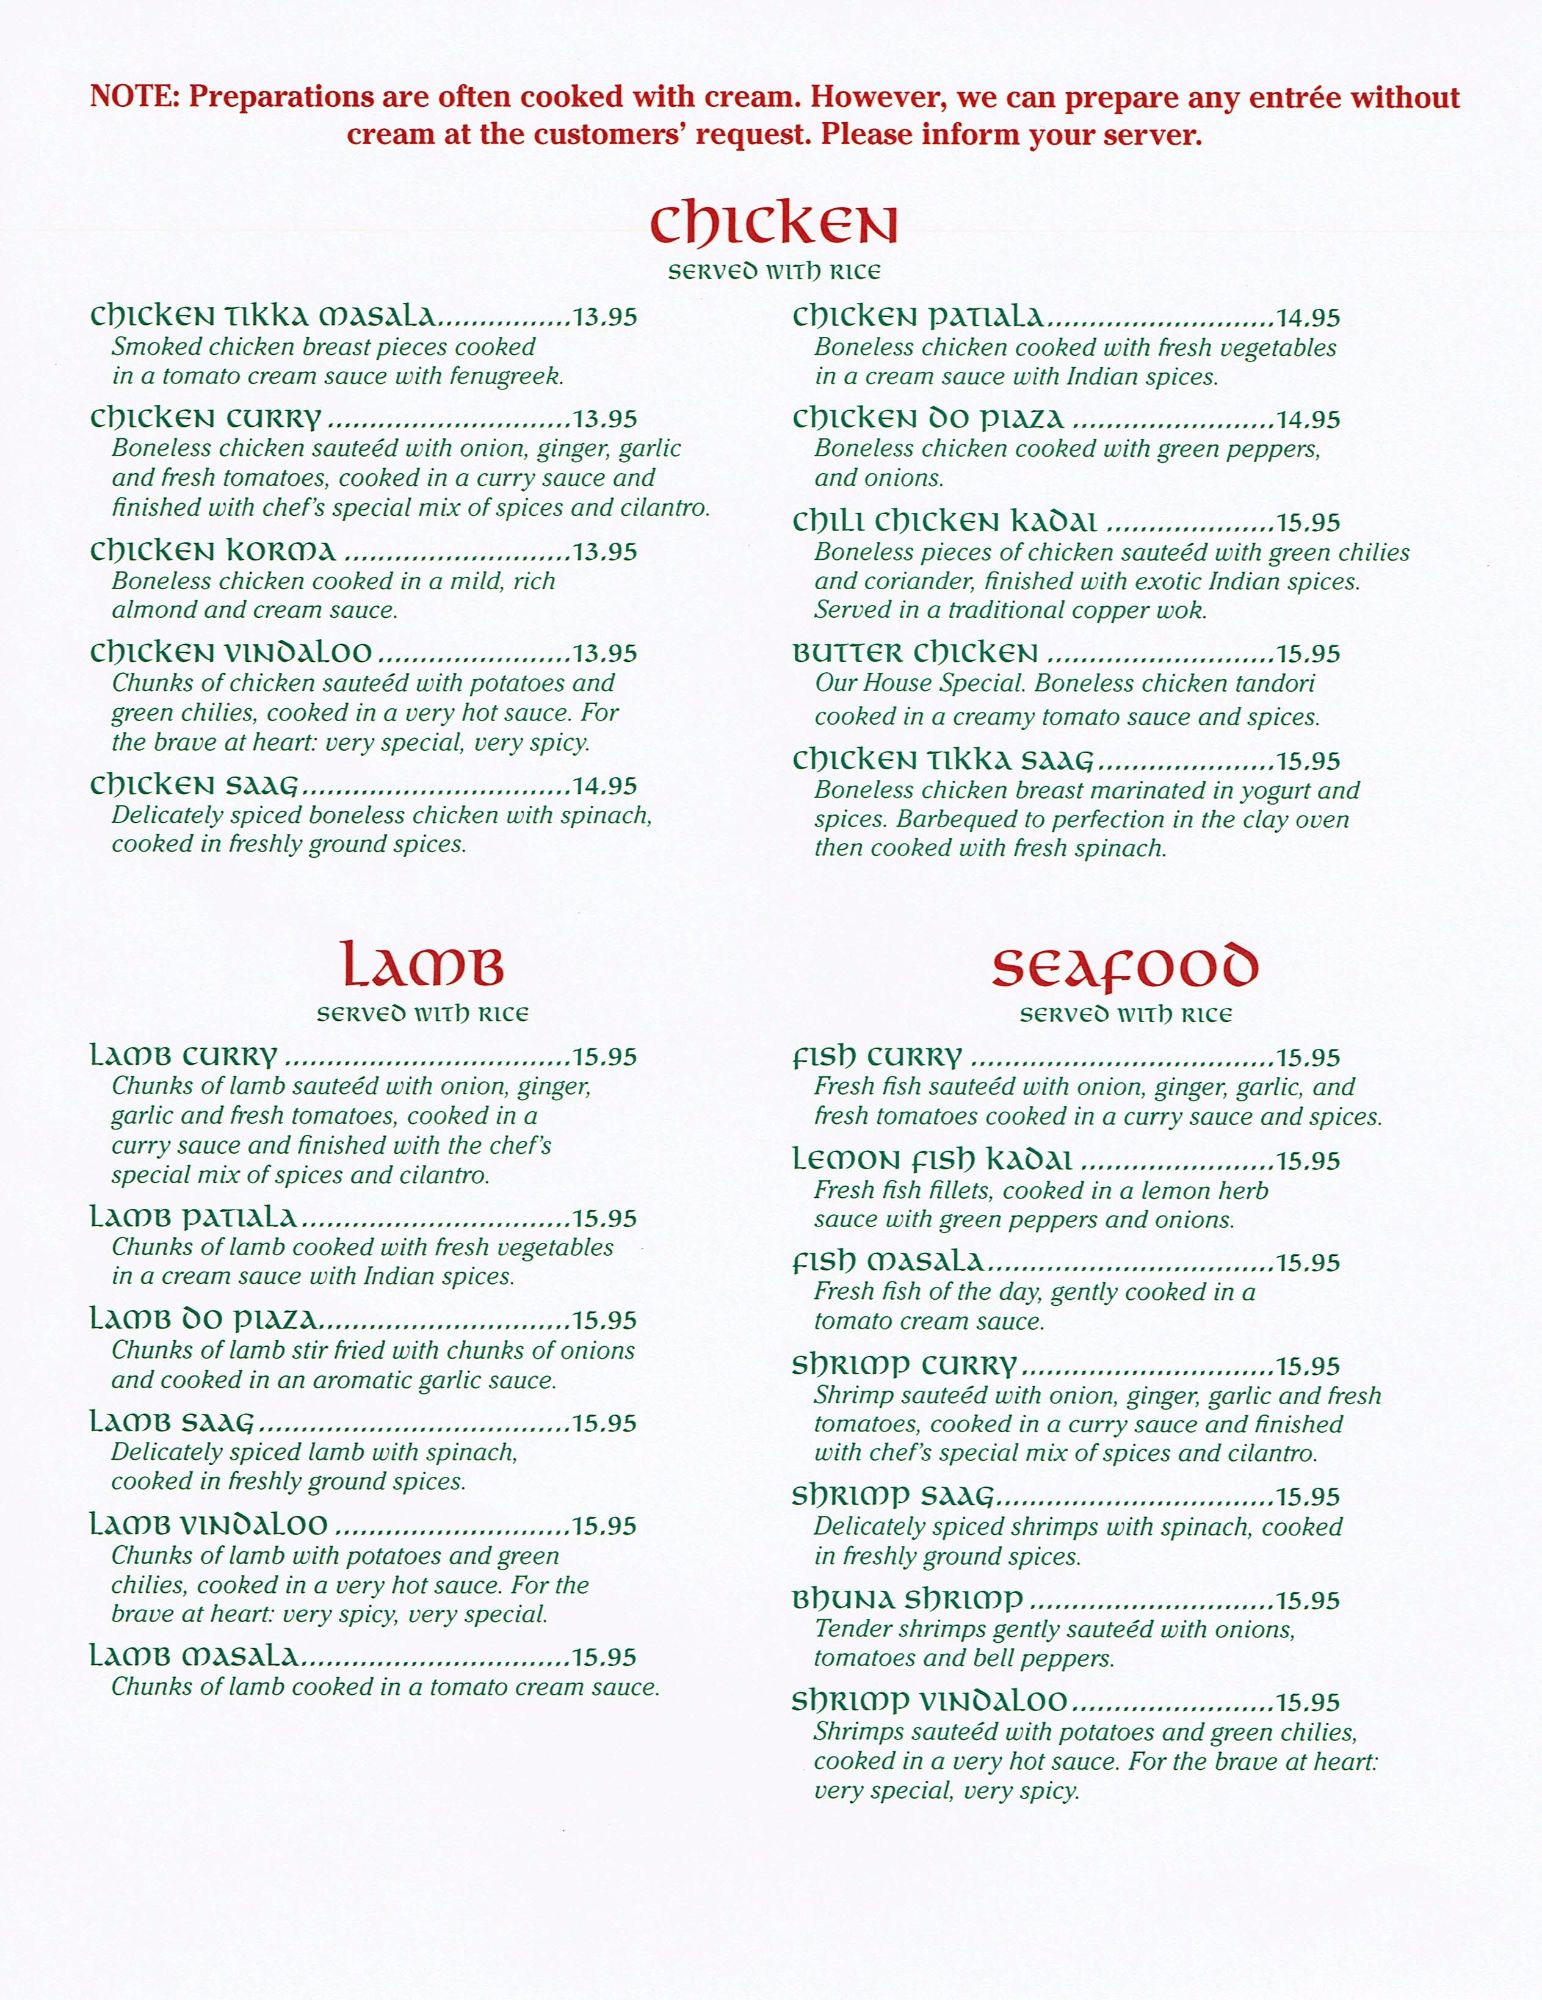 NOTE: Preparations are often cooked with cream. However, we can prepare any entrée without
cream at the customers' request. Please inform your server.
Chicken
Served with Rice
Chicken Tikka Masala................13.95
Smoked chicken breast pieces cooked
in a tomato cream sauce with fenugreek.
Chicken Curry.............................13.95
Boneless chicken sauteéd with onion, ginger, garlic
and fresh tomatoes, cooked in a curry sauce and
finished with chef's special mix of spices and cilantro.
Chicken Korma...........................13.95
Boneless chicken cooked in a mild, rich
almond and cream sauce.
Chicken Vindaloo.......................13.95
Chunks of chicken sauteéd with potatoes and
green chilies, cooked in a very hot sauce. For
the brave at heart: very special, very spicy.
Chicken Saag................................14.95
Delicately spiced boneless chicken with spinach,
cooked in freshly ground spices.
Chicken Patiala...........................14.95
Boneless chicken cooked with fresh vegetables
in a cream sauce with Indian spices.
Chicken Do Piaza ........................14.95
Boneless chicken cooked with green peppers,
and onions.
Chili Chicken Kadai ....................15.95
Boneless pieces of chicken sauteéd with green chilies
and coriander, finished with exotic Indian spices.
Served in a traditional copper wok.
Butter Chicken ...........................15.95
Our House Special. Boneless chicken tandori
cooked in a creamy tomato sauce and spices.
Chicken Tikka Saag.....................15.95
Boneless chicken breast marinated in yogurt and
spices. Barbequed to perfection in the clay oven
then cooked with fresh spinach.
Lamb
Served with Rice
Lamb Curry ..................................15.95
Chunks of lamb sauteéd with onion, ginger,
garlic and fresh tomatoes, cooked in a
curry sauce and finished with the chef's
special mix of spices and cilantro.
Lamb Patiala................................15.95
Chunks of lamb cooked with fresh vegetables
in a cream sauce with Indian spices.
Lamb Do Piaza..............................15.95
Chunks of lamb stir fried with chunks of onions
and cooked in an aromatic garlic sauce.
Lamb Saag.....................................15.95
Delicately spiced lamb with spinach,
cooked in freshly ground spices.
Lamb Vindaloo ............................15.95
Chunks of lamb with potatoes and green
chilies, cooked in a very hot sauce. For the
brave at heart: very spicy, very special.
Lamb Masala................................15.95
Chunks of lamb cooked in a tomato cream sauce.
Seafood
Served with Rice
Fish Curry ....................................15.95
Fresh fish sauteéd with onion, ginger, garlic, and
fresh tomatoes cooked in a curry sauce and spices.
Lemon Fish Kadai .......................15.95
Fresh fish fillets, cooked in a lemon herb
sauce with green peppers and onions.
Fish Masala..................................15.95
Fresh fish of the day, gently cooked in a
tomato cream sauce.
Shrimp Curry..............................15.95
Shrimp sauteéd with onion, ginger, garlic and fresh
tomatoes, cooked in a curry sauce and finished
with chef's special mix of spices and cilantro.
Shrimp Saag.................................15.95
Delicately spiced shrimps with spinach, cooked
in freshly ground spices.
Bhuna Shrimp .............................15.95
Tender shrimps gently sauteéd with onions,
tomatoes and bell peppers.
Shrimp Vindaloo........................15.95
Shrimps sauteéd with potatoes and green chilies,
cooked in a very hot sauce. For the brave at heart:
very special, very spicy.